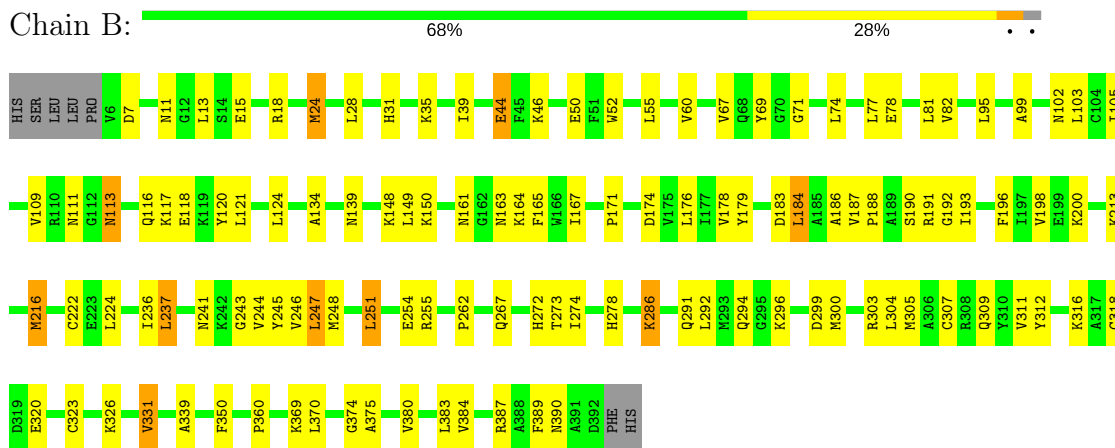 Chain B:
68% 28% • •
HIS SER LEU LEU PRO V6 D7 N11 G12 L13 S14 E15 R18 M24 L28 H31 K35 I39 E44 F45 K46 E50 F51 W52 L55 V60 V67 Q68 Y69 G70 G71 L74 L77 E78 L81 V82 L95 A99 N102 L103 C104 I105
V109 R110 N111 G112 N113 Q116 K117 E118 K119 Y120 L121 L124 A134 N139 K148 L149 K150 N161 G162 N163 K164 F165 W166 I167 P171 D174 V175 L176 I177 V178 Y179 D183 L184 A185 A186 V187 P188 A189 S190 R191 G192 I193 F196 I197 V198 E199 K200 K213
M216 C222 E223 L224 I236 L237 N241 K242 G243 V244 Y245 V246 L247 M248 L251 E254 R255 P262 Q267 H272 T273 I274 H278 K286 Q291 L292 M293 Q294 G295 K296 D299 M300 R303 L304 M305 A306 C307 R308 Q309 Y310 V311 Y312 K316 A317 C318
D319 E320 C323 K326 V331 A339 F350 P360 K369 L370 G374 A375 V380 L383 V384 R387 A388 F389 N390 A391 D392 PHE HIS